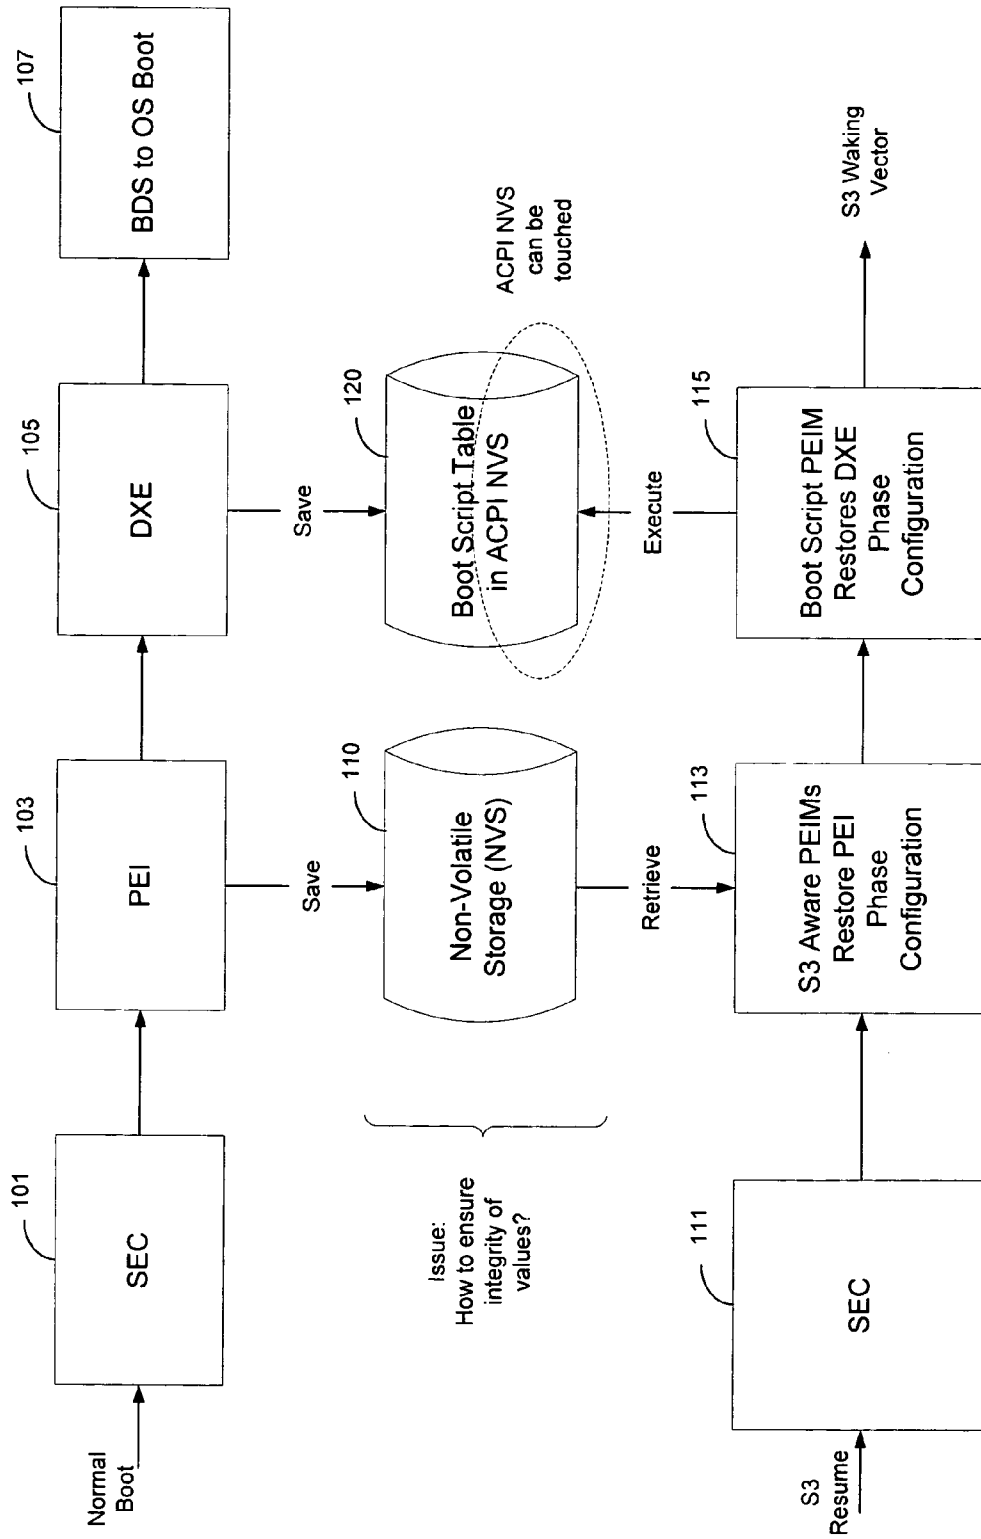 Normal
Boot
101
SEC
103
PEI
105
DXE
107
BDS to OS Boot
Save
Save
Issue:
How to ensure
integrity of
values?
110
Non-Volatile
Storage (NVS)
120
Boot Script Table
in ACPI NVS
ACPI NVS
can be
touched
Retrieve
Execute
S3
Resume
111
SEC
113
S3 Aware PEIMs
Restore PEI
Phase
Configuration
115
Boot Script PEIM
Restores DXE
Phase
Configuration
S3 Waking
Vector